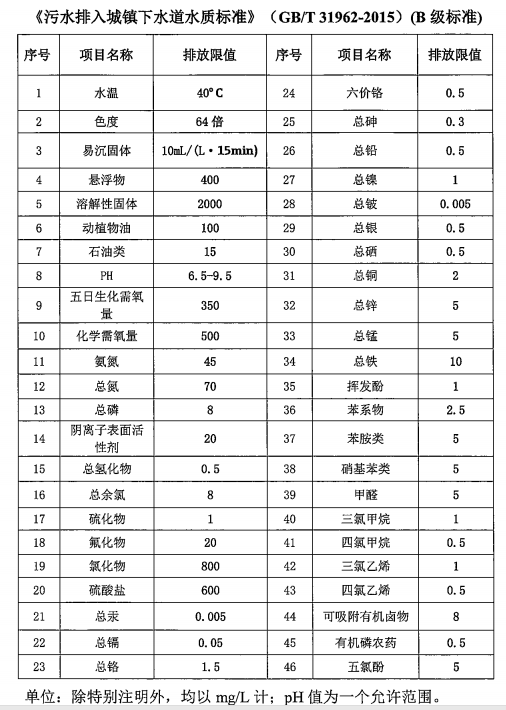 《污水排入城镇下水道水质标准》（GB/T 31962-2015）(B 级标准)
序号 项目名称 排放限值 序号 项目名称 排放限值
1 水温 40°C 24 六价铬 0.5
2 色度 64 倍 25 总砷 0.3
3 易沉固体 10mL/(L·15min) 26 总铅 0.5
4 悬浮物 400 27 总镍 1
5 溶解性固体 2000 28 总铍 0.005
6 动植物油 100 29 总银 0.5
7 石油类 15 30 总硒 0.5
8 PH 6.5-9.5 31 总铜 2
9 五日生化需氧量 350 32 总锌 5
10 化学需氧量 500 33 总锰 5
11 氨氮 45 34 总铁 10
12 总氮 70 35 挥发酚 1
13 总磷 8 36 苯系物 2.5
14 阴离子表面活性剂 20 37 苯胺类 5
15 总氢化物 0.5 38 硝基苯类 5
16 总余氯 8 39 甲醛 5
17 硫化物 1 40 三氯甲烷 1
18 氟化物 20 41 四氯甲烷 0.5
19 氯化物 800 42 三氯乙烯 1
20 硫酸盐 600 43 四氯乙烯 0.5
21 总汞 0.005 44 可吸附有机卤物 8
22 总镉 0.05 45 有机磷农药 0.5
23 总铬 1.5 46 五氯酚 5
单位：除特别注明外，均以 mg/L 计；pH 值为一个允许范围。